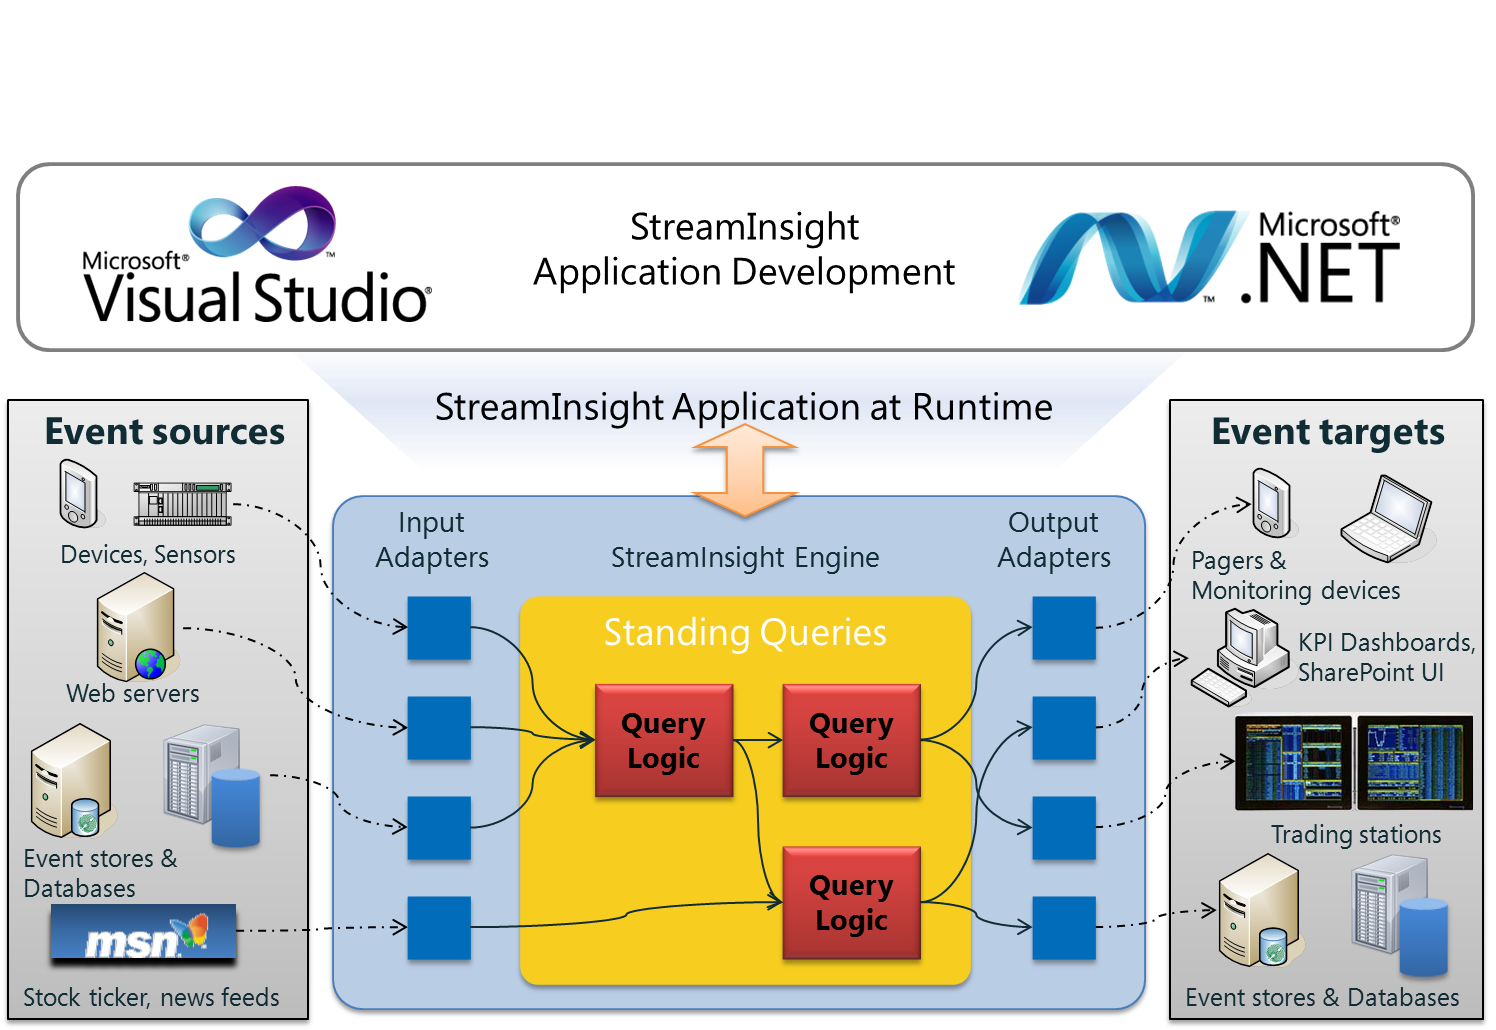 Microsoft®
Visual Studio®
™
StreamInsight
Application Development
Microsoft®
.NET
™
StreamInsight Application at Runtime
Event sources
Devices, Sensors
Web servers
Event stores &
Databases
msn
Stock ticker, news feeds
Input
Adapters
StreamInsight Engine
Output
Adapters
Standing Queries
Query
Logic
Query
Logic
Query
Logic
Event targets
Pagers &
Monitoring devices
KPI Dashboards,
SharePoint UI
Trading stations
Event stores & Databases